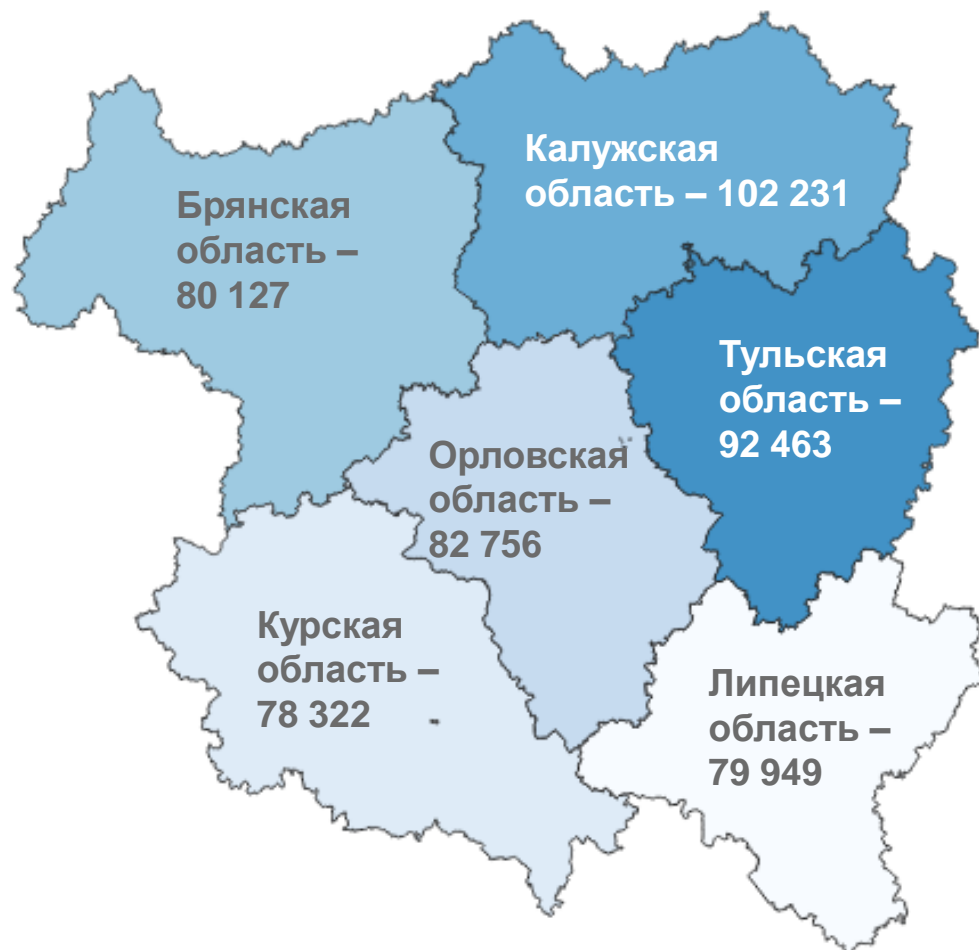 Калужская
область – 102 231
Брянская
область –
80 127
Тульская
область –
92 463
Орловская
область –
82 756
Курская
область –
78 322
Липецкая
область –
79 949